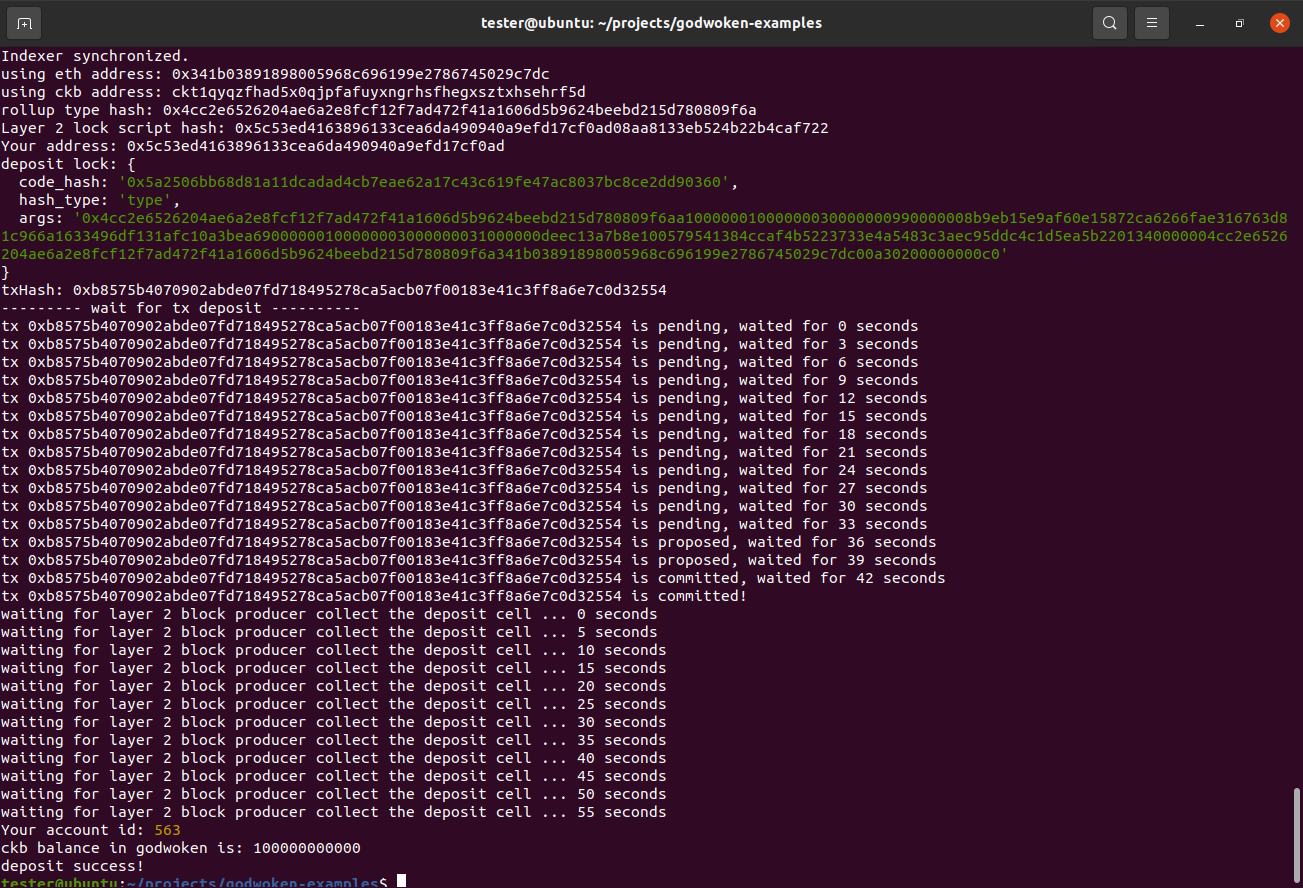 tester@ubuntu: ~/projects/godwoken-examples
Indexer synchronized.
using eth address: 0x341b03891898005968c696199e2786745029c7dc
using ckb address: ckt1qyqzfhad5x0qjpfafuyxngrhsfhegxsztxhsehrf5d
rollup type hash: 0x4cc2e6526204ae6a2e8fcf12f7ad472f41a1606d5b9624beebd215d780809f6a
Layer 2 lock script hash: 0x5c53ed4163896133cea6da490940a9efd17cf0ad08aa8133eb524b22b4caf722
Your address: 0x5c53ed4163896133cea6da490940a9efd17cf0ad
deposit lock: {
  code_hash: '0x5a2506bb68d81a11dcadad4cb7eae62a17c43c619fe47ac8037bc8ce2dd90360',
  hash_type: 'type',
  args: '0x4cc2e6526204ae6a2e8fcf12f7ad472f41a1606d5b9624beebd215d780809f6aa10000001000000030000000990000008b9eb15e9af60e15872ca6266fae316763d8
1c966a1633496df131afc10a3bea690000000100000003000000031000000deec13a7b8e100579541384ccaf4b5223733e4a5483c3aec95ddc4c1d5ea5b2201340000004cc2e6526
204ae6a2e8fcf12f7ad472f41a1606d5b9624beebd215d780809f6a341b03891898005968c696199e2786745029c7dc00a30200000000c0'
}
txHash: 0xb8575b4070902abde07fd718495278ca5acb07f00183e41c3ff8a6e7c0d32554
--------- wait for tx deposit ----------
tx 0xb8575b4070902abde07fd718495278ca5acb07f00183e41c3ff8a6e7c0d32554 is pending, waited for 0 seconds
tx 0xb8575b4070902abde07fd718495278ca5acb07f00183e41c3ff8a6e7c0d32554 is pending, waited for 3 seconds
tx 0xb8575b4070902abde07fd718495278ca5acb07f00183e41c3ff8a6e7c0d32554 is pending, waited for 6 seconds
tx 0xb8575b4070902abde07fd718495278ca5acb07f00183e41c3ff8a6e7c0d32554 is pending, waited for 9 seconds
tx 0xb8575b4070902abde07fd718495278ca5acb07f00183e41c3ff8a6e7c0d32554 is pending, waited for 12 seconds
tx 0xb8575b4070902abde07fd718495278ca5acb07f00183e41c3ff8a6e7c0d32554 is pending, waited for 15 seconds
tx 0xb8575b4070902abde07fd718495278ca5acb07f00183e41c3ff8a6e7c0d32554 is pending, waited for 18 seconds
tx 0xb8575b4070902abde07fd718495278ca5acb07f00183e41c3ff8a6e7c0d32554 is pending, waited for 21 seconds
tx 0xb8575b4070902abde07fd718495278ca5acb07f00183e41c3ff8a6e7c0d32554 is pending, waited for 24 seconds
tx 0xb8575b4070902abde07fd718495278ca5acb07f00183e41c3ff8a6e7c0d32554 is pending, waited for 27 seconds
tx 0xb8575b4070902abde07fd718495278ca5acb07f00183e41c3ff8a6e7c0d32554 is pending, waited for 30 seconds
tx 0xb8575b4070902abde07fd718495278ca5acb07f00183e41c3ff8a6e7c0d32554 is pending, waited for 33 seconds
tx 0xb8575b4070902abde07fd718495278ca5acb07f00183e41c3ff8a6e7c0d32554 is proposed, waited for 36 seconds
tx 0xb8575b4070902abde07fd718495278ca5acb07f00183e41c3ff8a6e7c0d32554 is proposed, waited for 39 seconds
tx 0xb8575b4070902abde07fd718495278ca5acb07f00183e41c3ff8a6e7c0d32554 is committed, waited for 42 seconds
tx 0xb8575b4070902abde07fd718495278ca5acb07f00183e41c3ff8a6e7c0d32554 is committed!
waiting for layer 2 block producer collect the deposit cell ... 0 seconds
waiting for layer 2 block producer collect the deposit cell ... 5 seconds
waiting for layer 2 block producer collect the deposit cell ... 10 seconds
waiting for layer 2 block producer collect the deposit cell ... 15 seconds
waiting for layer 2 block producer collect the deposit cell ... 20 seconds
waiting for layer 2 block producer collect the deposit cell ... 25 seconds
waiting for layer 2 block producer collect the deposit cell ... 30 seconds
waiting for layer 2 block producer collect the deposit cell ... 35 seconds
waiting for layer 2 block producer collect the deposit cell ... 40 seconds
waiting for layer 2 block producer collect the deposit cell ... 45 seconds
waiting for layer 2 block producer collect the deposit cell ... 50 seconds
waiting for layer 2 block producer collect the deposit cell ... 55 seconds
Your account id: 563
ckb balance in godwoken is: 100000000000
deposit success!
tester@ubuntu:~/projects/godwoken-examples$